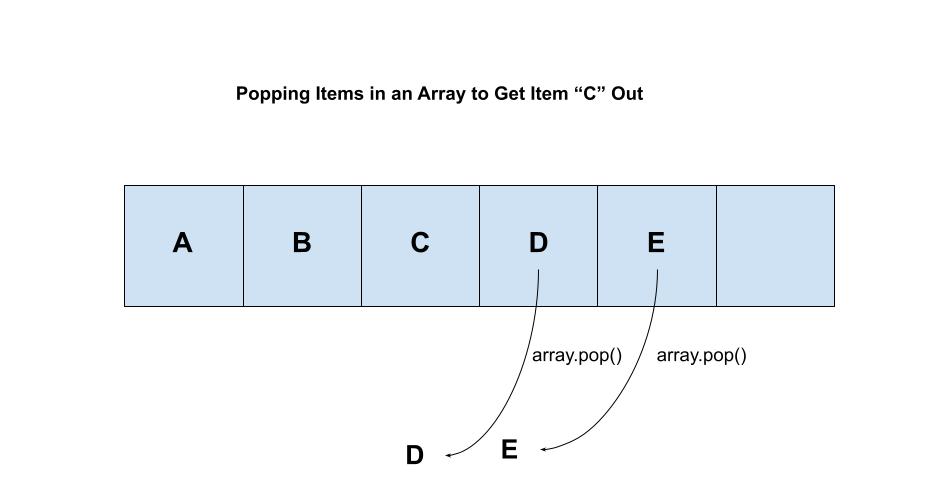 Popping Items in an Array to Get Item “C” Out
A B C D E
array.pop() array.pop()
D E